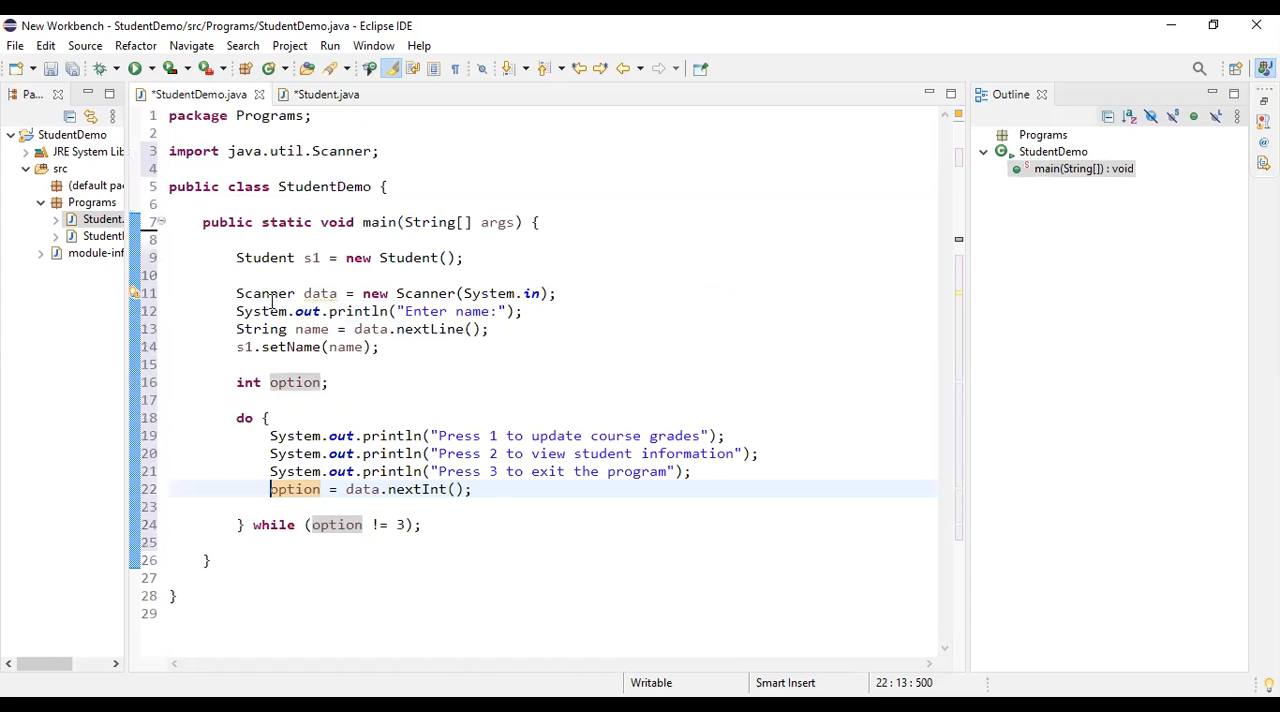 New Workbench - StudentDemo/src/Programs/StudentDemo.java - Eclipse IDE
File Edit Source Refactor Navigate Search Project Run Window Help
Pa...
*StudentDemo.java
*Student.java
Outline
StudentDemo
JRE System Lib
src
(default pa
Programs
Student.
Studentl
module-inf
1 package Programs;
2
3 import java.util.Scanner;
4
5 public class StudentDemo {
6
7 public static void main(String[] args) {
8
9 Student s1 = new Student();
10
11 Scanner data = new Scanner(System.in);
12 System.out.println("Enter name:");
13 String name = data.nextLine();
14 s1.setName(name);
15
16 int option;
17
18 do {
19 System.out.println("Press 1 to update course grades");
20 System.out.println("Press 2 to view student information");
21 System.out.println("Press 3 to exit the program");
22 option = data.nextInt();
23
24 } while (option != 3);
25
26 }
27
28 }
29
Programs
StudentDemo
main(String[]) : void
Writable
Smart Insert
22 : 13 : 500